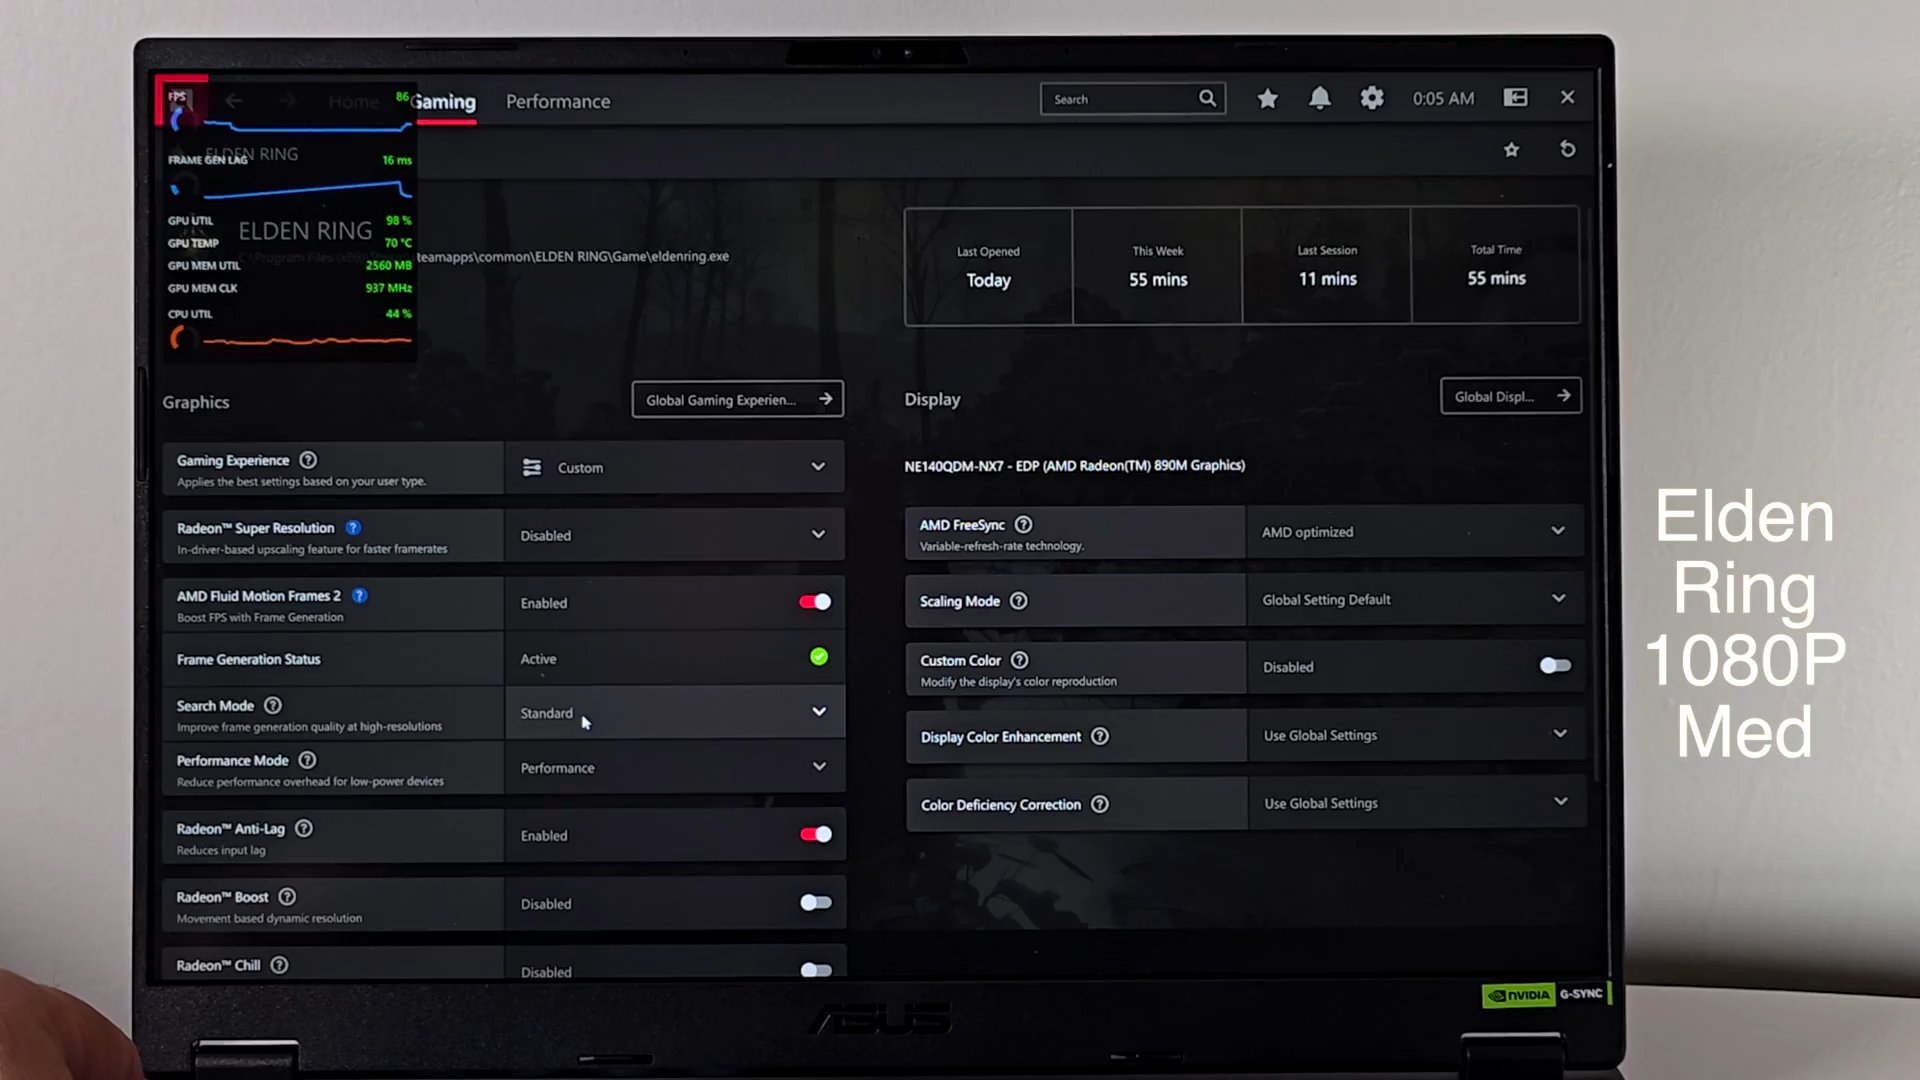 FPS 86
Home Gaming Performance
Search
0:05 AM
ELDEN RING
FRAME GEN LAG 16 ms
GPU UTIL 98 %
GPU TEMP 70 °C
GPU MEM UTIL 2560 MB
GPU MEM CLK 937 MHz
CPU UTIL 44 %
ELDEN RING
C:\Program Files (x86)\Steam\steamapps\common\ELDEN RING\Game\eldenring.exe
Last Opened
Today
This Week
55 mins
Last Session
11 mins
Total Time
55 mins
Graphics
Global Gaming Experien...
Gaming Experience
Applies the best settings based on your user type.
Custom
Radeon™ Super Resolution
In-driver-based upscaling feature for faster framerates
Disabled
AMD Fluid Motion Frames 2
Boost FPS with Frame Generation
Enabled
Frame Generation Status
Active
Search Mode
Improve frame generation quality at high-resolutions
Standard
Performance Mode
Reduce performance overhead for low-power devices
Performance
Radeon™ Anti-Lag
Reduces input lag
Enabled
Radeon™ Boost
Movement based dynamic resolution
Disabled
Radeon™ Chill
Disabled
Display
Global Displ...
NE140QDM-NX7 - EDP (AMD Radeon(TM) 890M Graphics)
AMD FreeSync
Variable-refresh-rate technology.
AMD optimized
Scaling Mode
Global Setting Default
Custom Color
Modify the display's color reproduction
Disabled
Display Color Enhancement
Use Global Settings
Color Deficiency Correction
Use Global Settings
Elden
Ring
1080P
Med
NVIDIA G-SYNC
ASUS